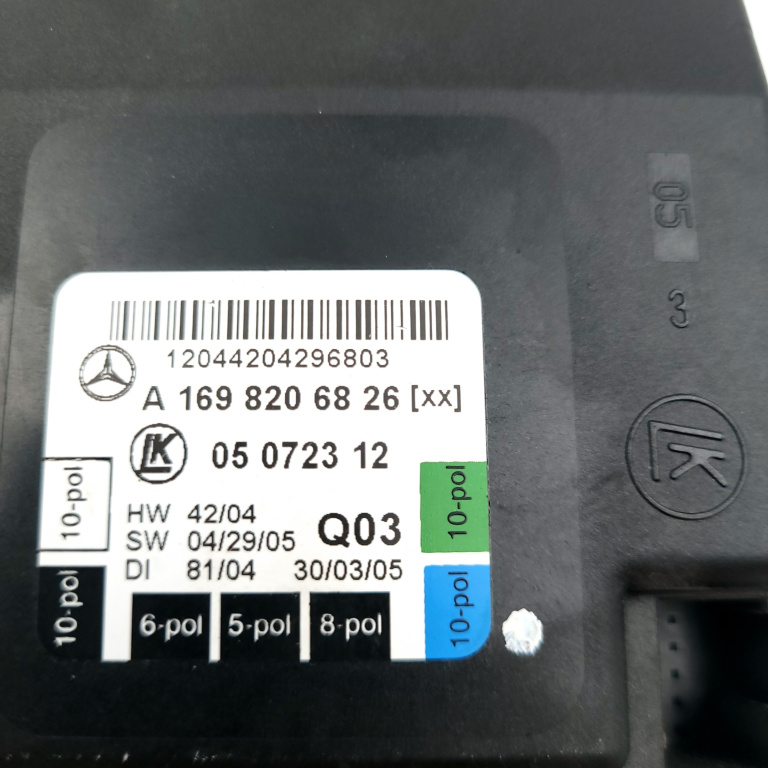 12044204296803
A 169 820 68 26 [xx]
LK 05 0723 12
HW 42/04
SW 04/29/05
DI 81/04 30/03/05
Q03
10-pol
10-pol
10-pol
10-pol
6-pol 5-pol 8-pol
05
3
LK